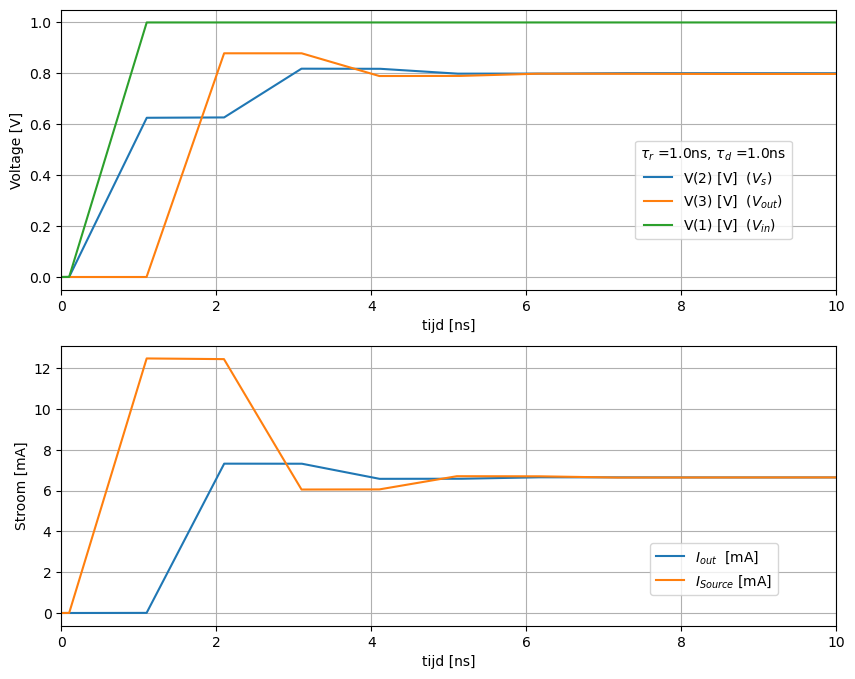 1.0
0.8
0.6
0.4
0.2
0.0
Voltage [V]
τr =1.0ns, τd =1.0ns
V(2) [V]  (Vs)
V(3) [V]  (Vout)
V(1) [V]  (Vin)
0 2 4 6 8 10
tijd [ns]
12
10
8
6
4
2
0
Stroom [mA]
Iout  [mA]
ISource [mA]
0 2 4 6 8 10
tijd [ns]